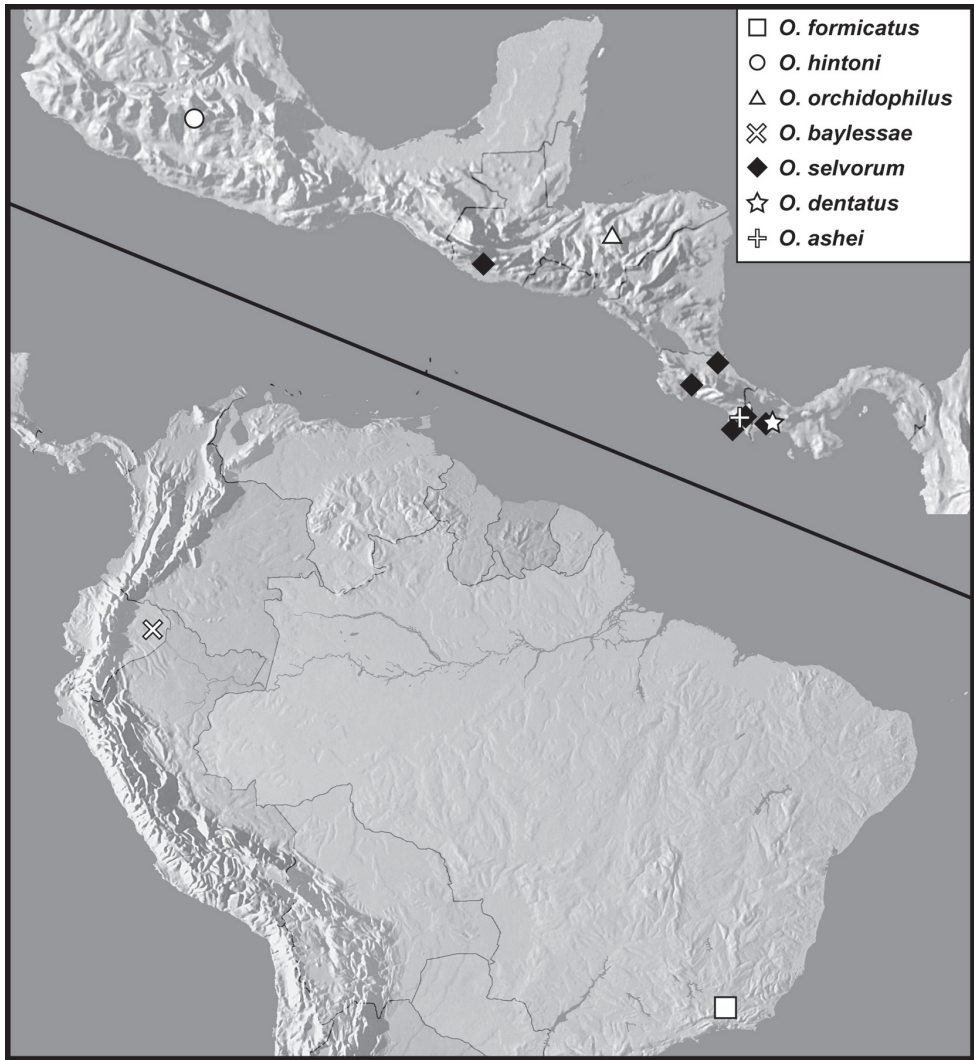 O. formicatus
O. hintoni
O. orchidophilus
O. baylessae
O. selvorum
O. dentatus
O. ashei